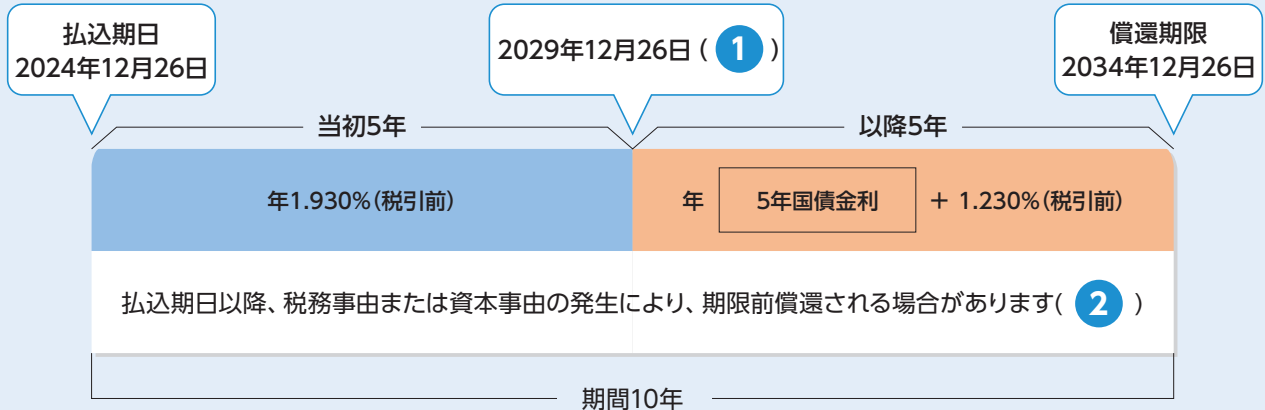 払込期日
2024年12月26日
2029年12月26日 ( 1 )
償還期限
2034年12月26日
当初5年
以降5年
年1.930%(税引前)
年 5年国債金利 + 1.230%(税引前)
払込期日以降、税務事由または資本事由の発生により、期限前償還される場合があります( 2 )
期間10年